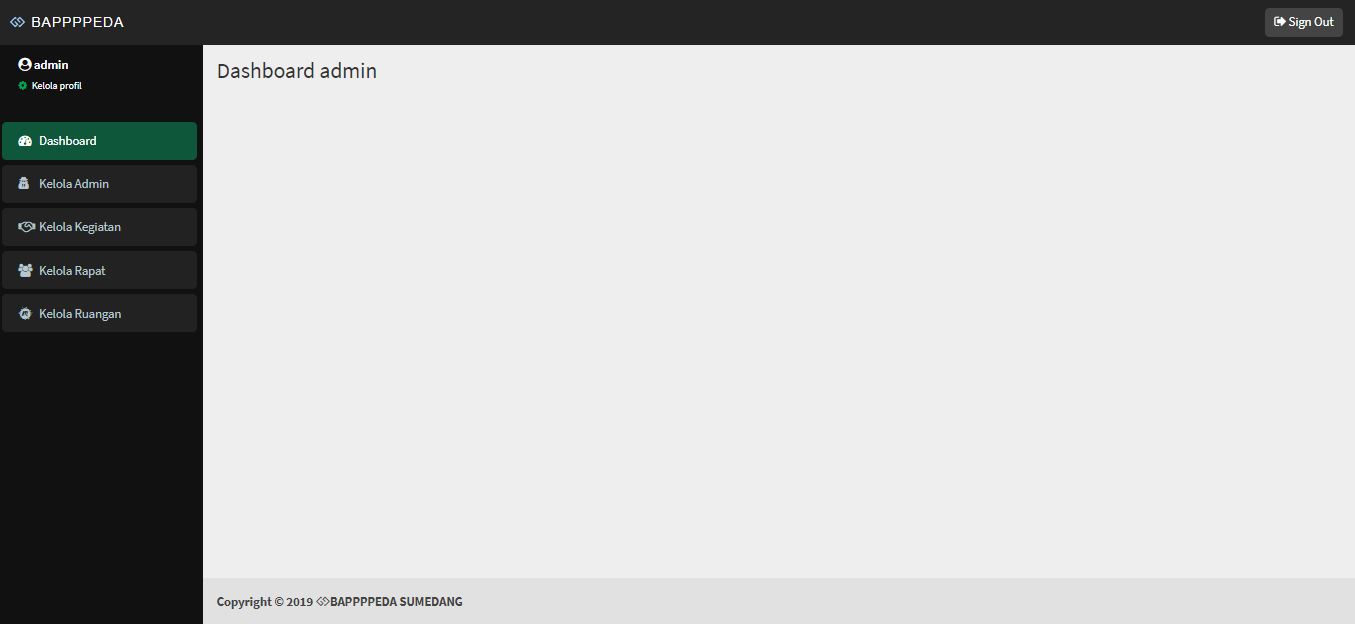 BAPPPPEDA
Sign Out
admin
Kelola profil
Dashboard
Kelola Admin
Kelola Kegiatan
Kelola Rapat
Kelola Ruangan
Dashboard admin
Copyright © 2019 BAPPPPEDA SUMEDANG